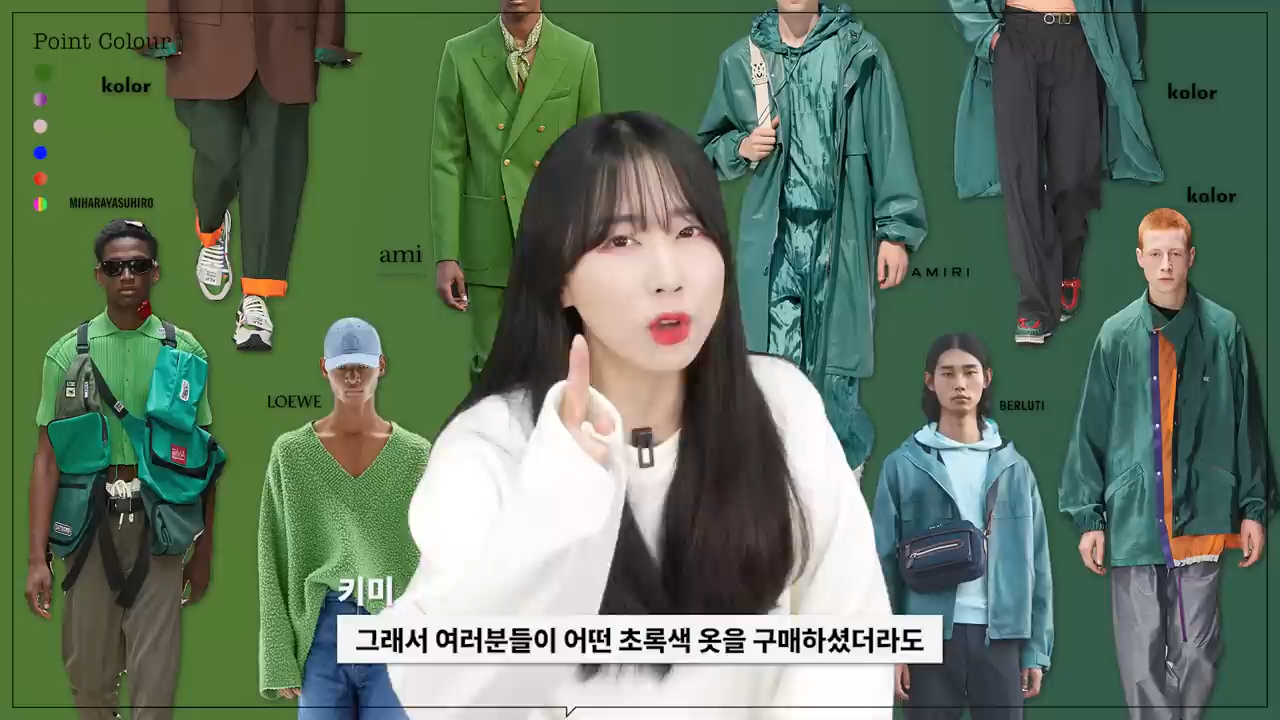 Point Colour
kolor
kolor
MIHARAYASUHIRO
kolor
ami
AMIRI
LOEWE
BERLUTI
키미
그래서 여러분들이 어떤 초록색 옷을 구매하셨더라도